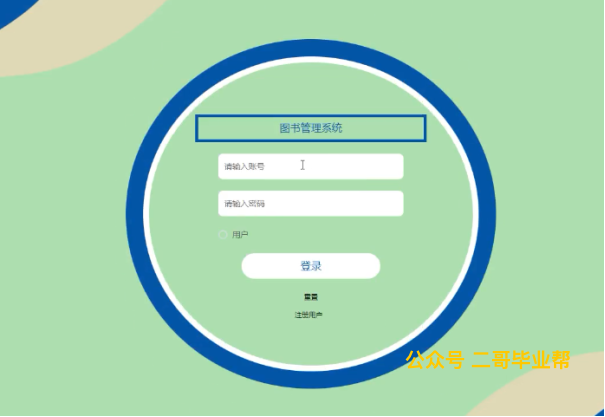 图书管理系统
请输入账号
请输入密码
用户
登录
重置
注册用户
公众号 二哥毕业帮